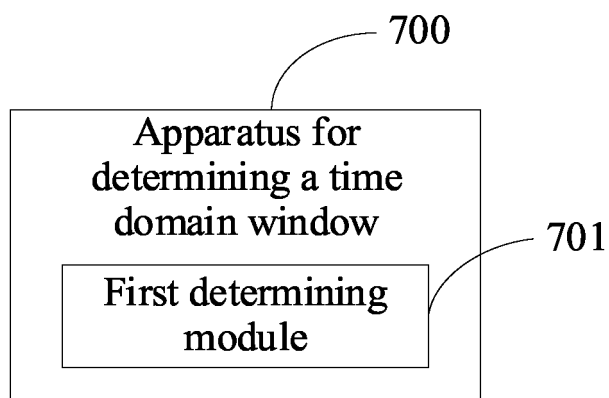 700
Apparatus for
determining a time
domain window
701
First determining
module